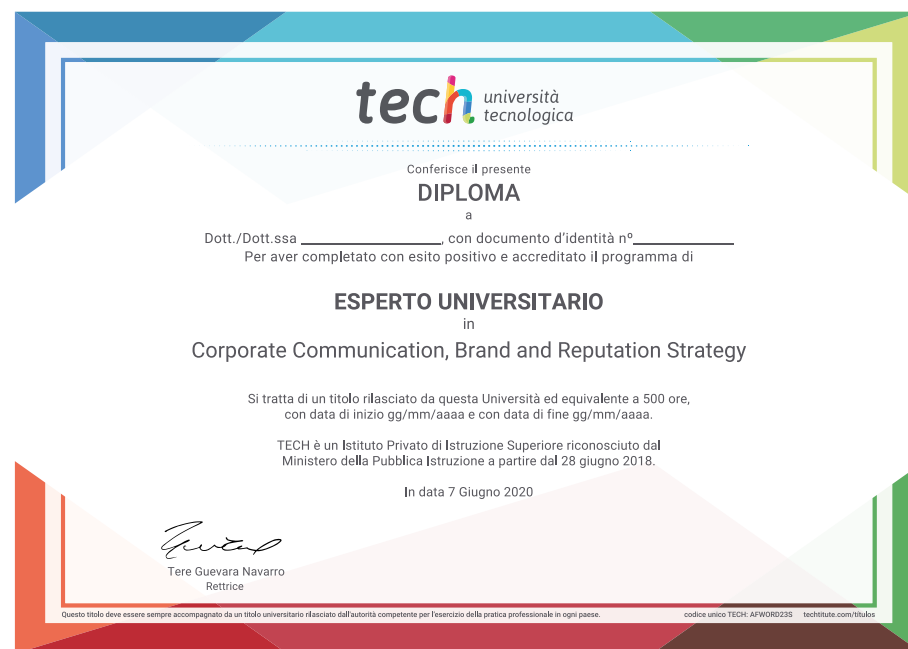 tech università
tecnologica
Conferisce il presente
DIPLOMA
a
Dott./Dott.ssa ____________________, con documento d'identità nº______________
Per aver completato con esito positivo e accreditato il programma di
ESPERTO UNIVERSITARIO
in
Corporate Communication, Brand and Reputation Strategy
Si tratta di un titolo rilasciato da questa Università ed equivalente a 500 ore,
con data di inizio gg/mm/aaaa e con data di fine gg/mm/aaaa.
TECH è un Istituto Privato di Istruzione Superiore riconosciuto dal
Ministero della Pubblica Istruzione a partire dal 28 giugno 2018.
In data 7 Giugno 2020
Tere Guevara Navarro
Rettrice
Questo titolo deve essere sempre accompagnato da un titolo universitario rilasciato dall'autorità competente per l'esercizio della pratica professionale in ogni paese. codice unico TECH: AFWORD23S techtitute.com/titulos